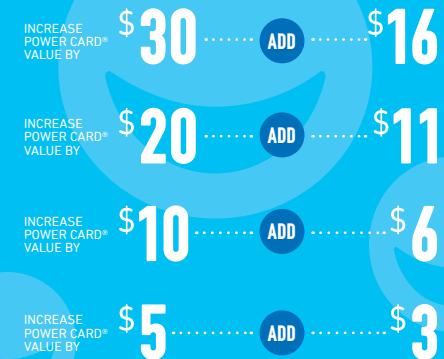 INCREASE
POWER CARD®
VALUE BY
$30 ADD $16
INCREASE
POWER CARD®
VALUE BY
$20 ADD $11
INCREASE
POWER CARD®
VALUE BY
$10 ADD $6
INCREASE
POWER CARD®
VALUE BY
$5 ADD $3